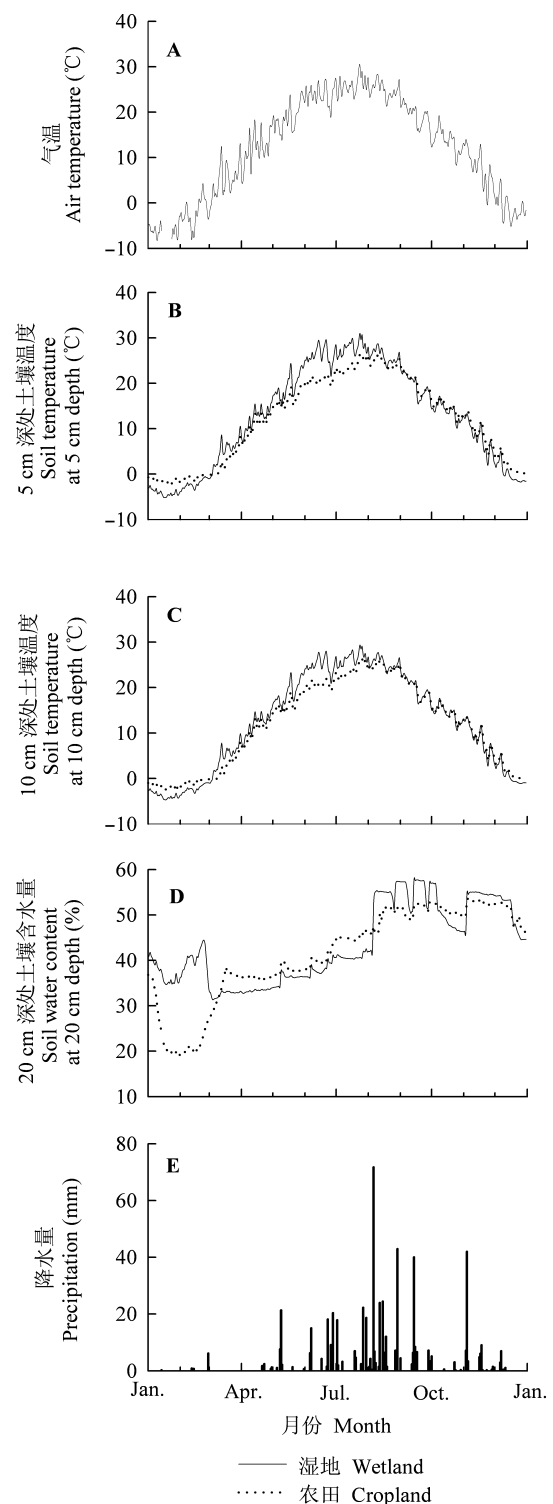 A
气温
Air temperature (℃)
40
30
20
10
0
−10
B
5 cm 深处土壤温度
Soil temperature
at 5 cm depth (℃)
40
30
20
10
0
−10
C
10 cm 深处土壤温度
Soil temperature
at 10 cm depth (℃)
40
30
20
10
0
−10
D
20 cm 深处土壤含水量
Soil water content
at 20 cm depth (%)
60
50
40
30
20
10
E
降水量
Precipitation (mm)
80
60
40
20
0
Jan. Apr. Jul. Oct. Jan.
月份 Month
湿地 Wetland
农田 Cropland